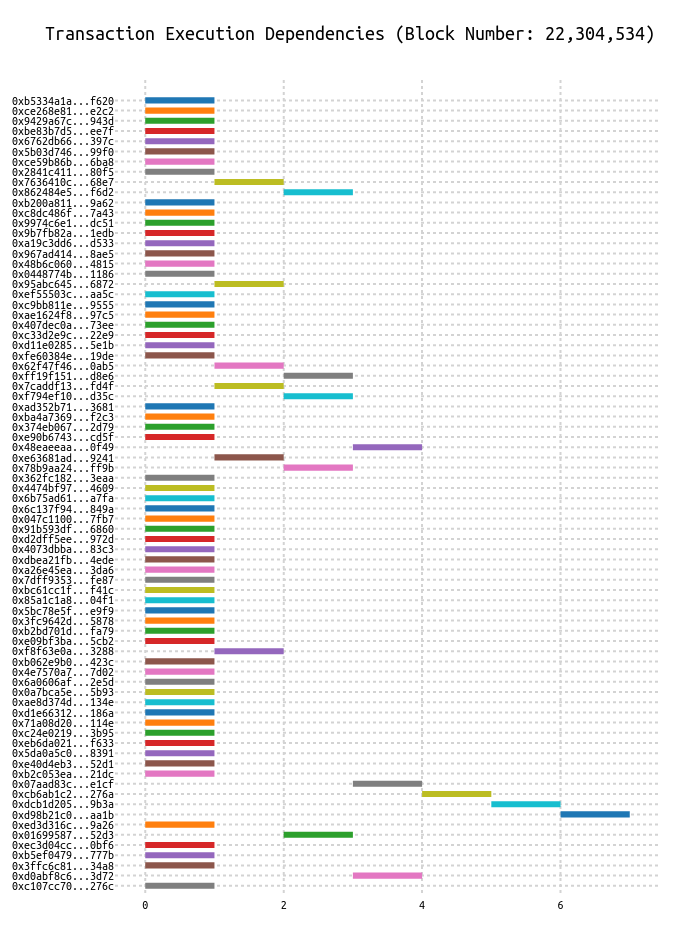 Transaction Execution Dependencies (Block Number: 22,304,534)
0xb5334a1a...f620
0xce268e81...e2c2
0x9429a67c...943d
0xbe83b7d5...ee7f
0x6762db66...397c
0x5b03d746...99f0
0xce59b86b...6ba8
0x2841c411...80f5
0x7636410c...68e7
0x862484e5...f6d2
0xb200a811...9a62
0xc8dc486f...7a43
0x9974c6e1...dc51
0x9b7fb82a...1edb
0xa19c3dd6...d533
0x967ad414...8ae5
0x48b6c060...4815
0x0448774b...1186
0x95abc645...6872
0xef55503c...aa5c
0xc9bb811e...9555
0xae1624f8...97c5
0x407dec0a...73ee
0xc33d2e9c...22e9
0xd11e0285...5e1b
0xfe60384e...19de
0x62f47f46...0ab5
0xff19f151...d8e6
0x7caddf13...fd4f
0xf794ef10...d35c
0xad352b71...3681
0xba4a7369...f2c3
0x374eb067...2d79
0xe90b6743...cd5f
0x48eaeeaa...0f49
0xe63681ad...9241
0x78b9aa24...ff9b
0x362fc182...3eaa
0x4474bf97...4609
0x6b75ad61...a7fa
0x6c137f94...849a
0x047c1100...7fb7
0x91b593df...6860
0xd2dff5ee...972d
0x4073dbba...83c3
0xdbea21fb...4ede
0xa26e45ea...3da6
0x7dff9353...fe87
0xbc61cc1f...f41c
0x85a1c1a8...04f1
0x5bc78e5f...e9f9
0x3fc9642d...5878
0xb2bd701d...fa79
0xe09bf3ba...5cb2
0xf8f63e0a...3288
0xb062e9b0...423c
0x4e7570a7...7d02
0x6a0606af...2e5d
0x0a7bca5e...5b93
0xae8d374d...134e
0xd1e66312...186a
0x71a08d20...114e
0xc24e0219...3b95
0xeb6da021...f633
0x5da0a5c0...8391
0xe40d4eb3...52d1
0xb2c053ea...21dc
0x07aad83c...e1cf
0xcb6ab1c2...276a
0xdcb1d205...9b3a
0xd98b21c0...aa1b
0xed3d316c...9a26
0x01699587...52d3
0xec3d04cc...0bf6
0xb5ef0479...777b
0x3ffc6c81...34a8
0xd0abf8c6...3d72
0xc107cc70...276c
0 2 4 6